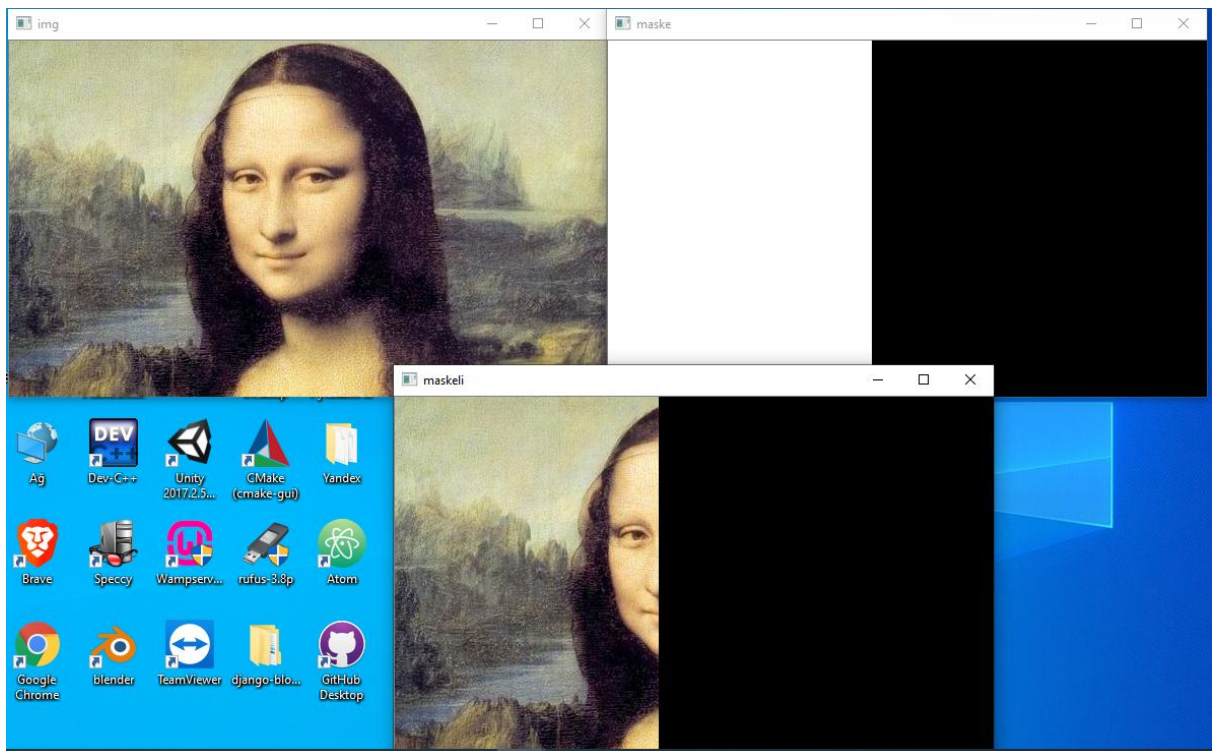 img
maske
maskeli
Ağ
Dev-C++
Unity
2017.2.5...
CMake
(cmake-gui)
Yandex
Brave
Speccy
Wampserv...
rufus-3.8p
Atom
Google
Chrome
blender
TeamViewer
django-blo...
GitHub
Desktop
DEV
C++